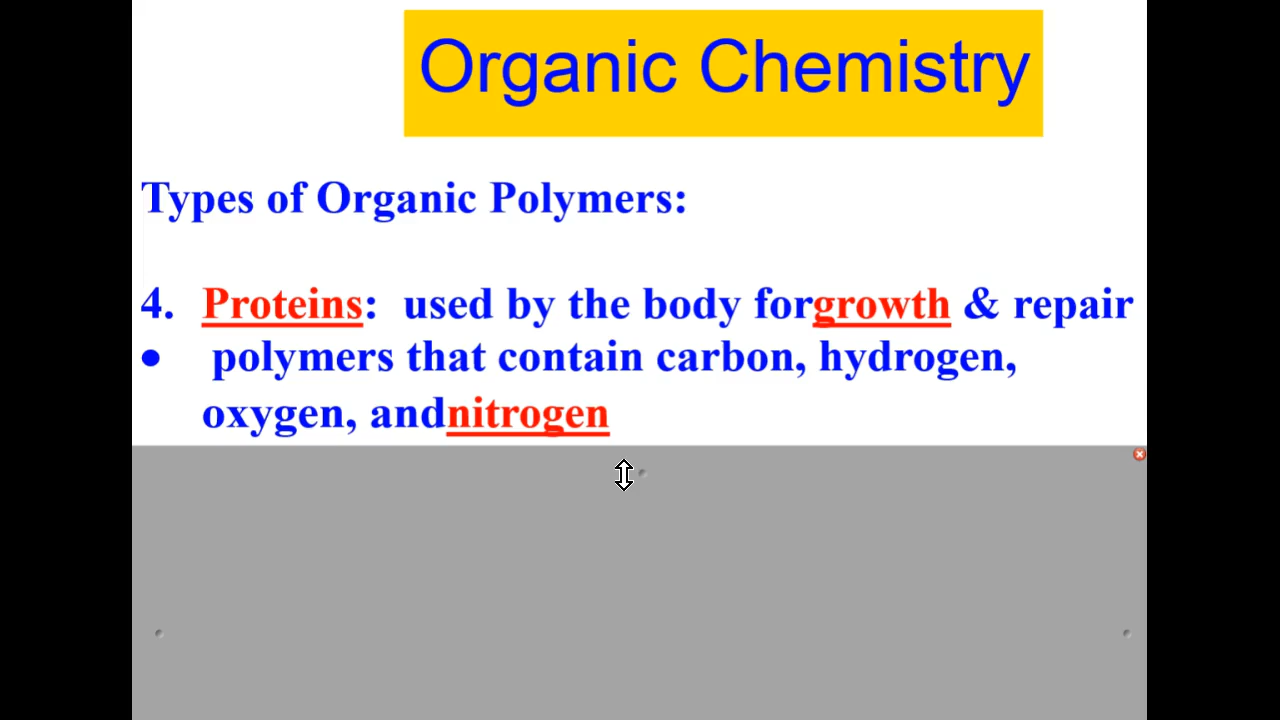 Organic Chemistry
Types of Organic Polymers:
4. Proteins: used by the body forgrowth & repair
• polymers that contain carbon, hydrogen,
oxygen, andnitrogen